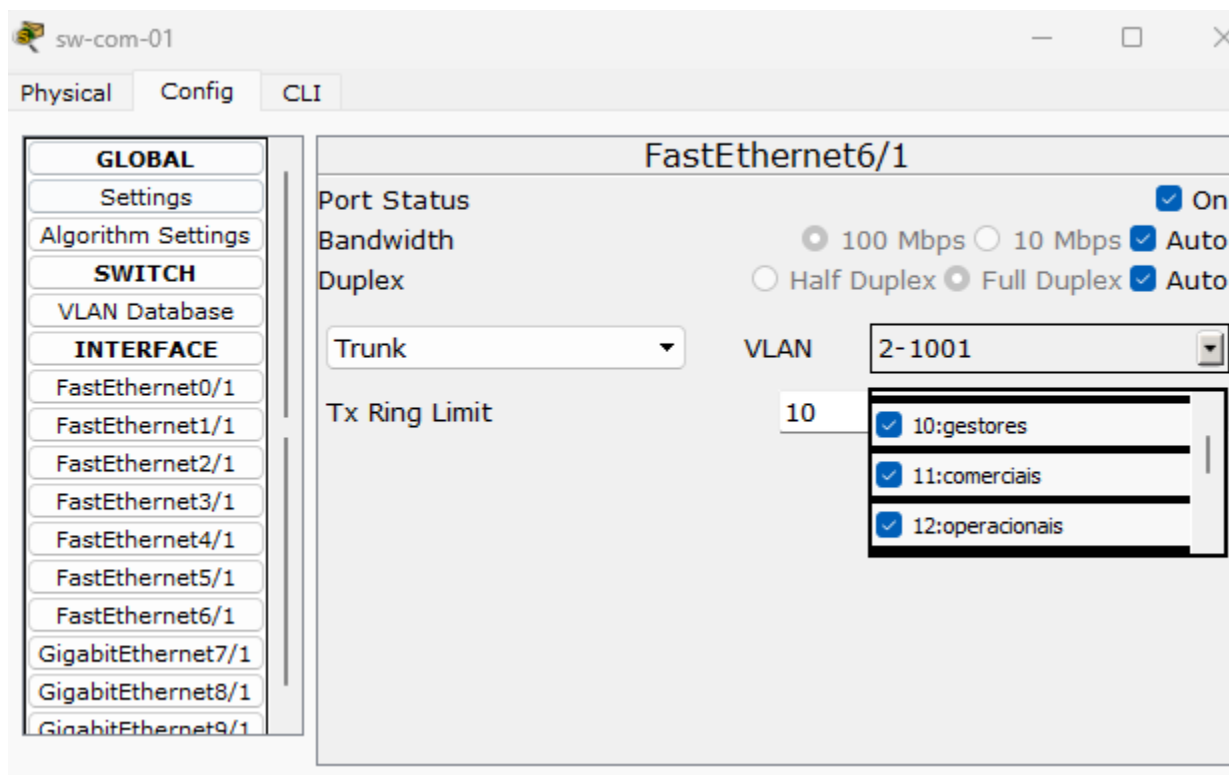 sw-com-01
Physical
Config
CLI
GLOBAL
Settings
Algorithm Settings
SWITCH
VLAN Database
INTERFACE
FastEthernet0/1
FastEthernet1/1
FastEthernet2/1
FastEthernet3/1
FastEthernet4/1
FastEthernet5/1
FastEthernet6/1
GigabitEthernet7/1
GigabitEthernet8/1
GigabitEthernet9/1
FastEthernet6/1
Port Status On
Bandwidth 100 Mbps 10 Mbps Auto
Duplex Half Duplex Full Duplex Auto
Trunk VLAN 2-1001
Tx Ring Limit 10
10:gestores
11:comerciais
12:operacionais